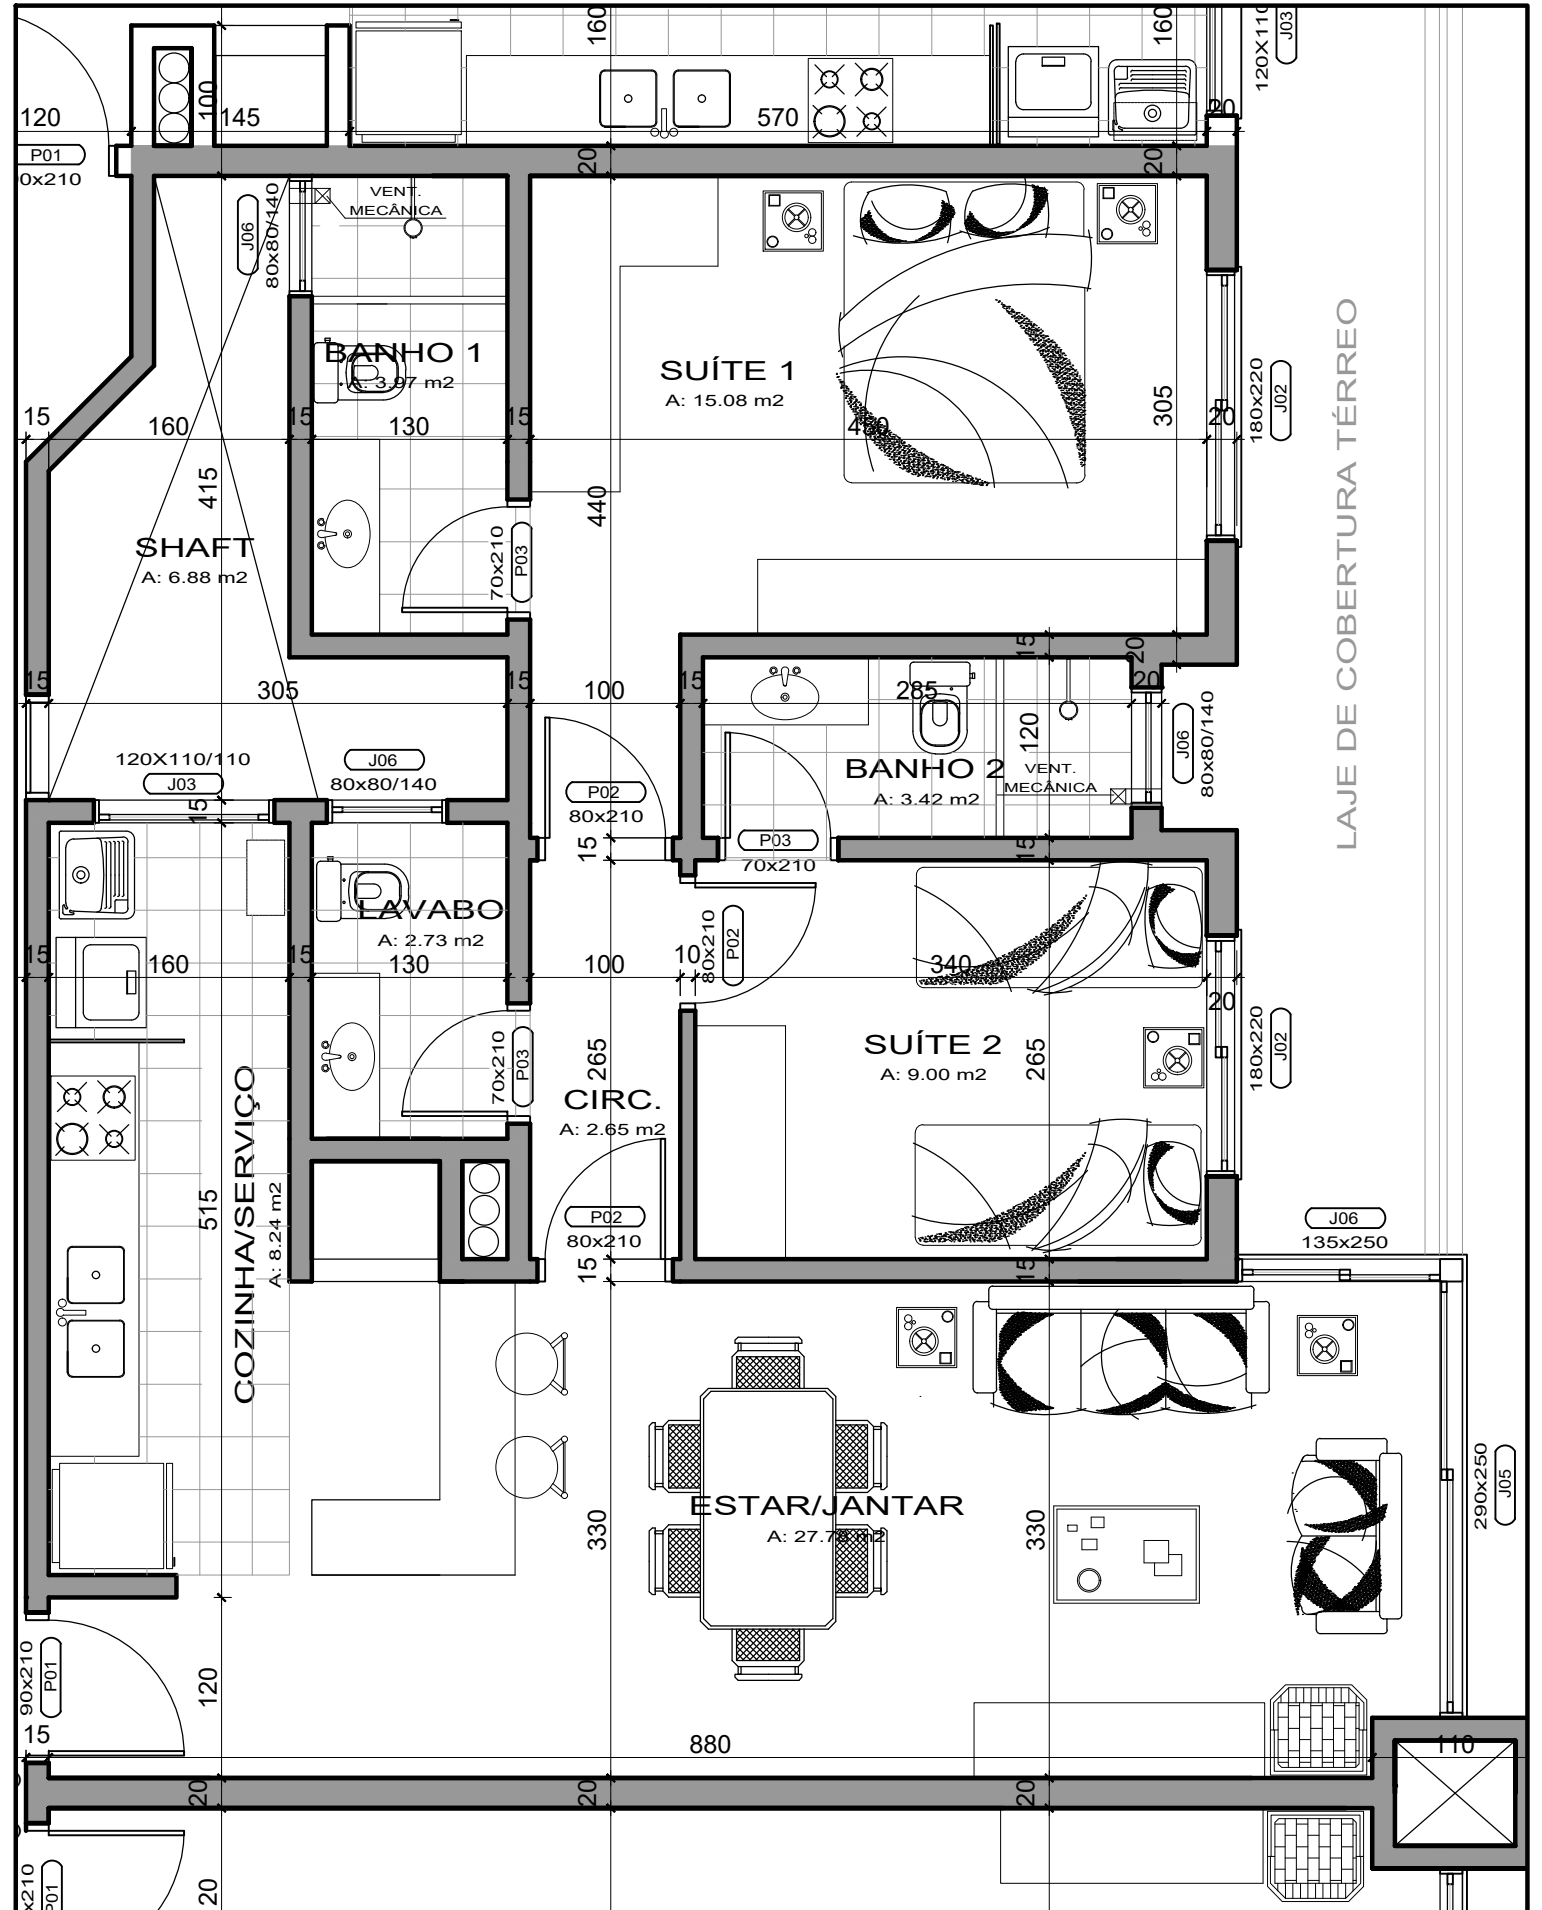 160
160
120X110
J03
120
100
145
570
20
P01
0x210
20
20
J06
80x80/140
VENT.
MECÂNICA
BANHO 1
A: 3.97 m2
SUÍTE 1
A: 15.08 m2
305
20
180x220
J02
LAJE DE COBERTURA TÉRREO
15
160
15
130
15
450
415
440
SHAFT
A: 6.88 m2
70x210
P03
15
305
15
100
15
285
15
20
20
120
J06
80x80/140
120X110/110
J03
J06
80x80/140
15
BANHO 2
A: 3.42 m2
VENT.
MECÂNICA
P02
80x210
15
P03
70x210
15
LAVABO
A: 2.73 m2
80x210
P02
15
160
15
130
100
10
340
20
70x210
P03
265
SUÍTE 2
A: 9.00 m2
265
180x220
J02
CIRC.
A: 2.65 m2
COZINHA/SERVIÇO
A: 8.24 m2
515
P02
80x210
15
15
J06
135x250
330
ESTAR/JANTAR
A: 27.78 m2
330
290x250
J05
90x210
P01
120
15
880
110
20
20
20
x210
P01
20